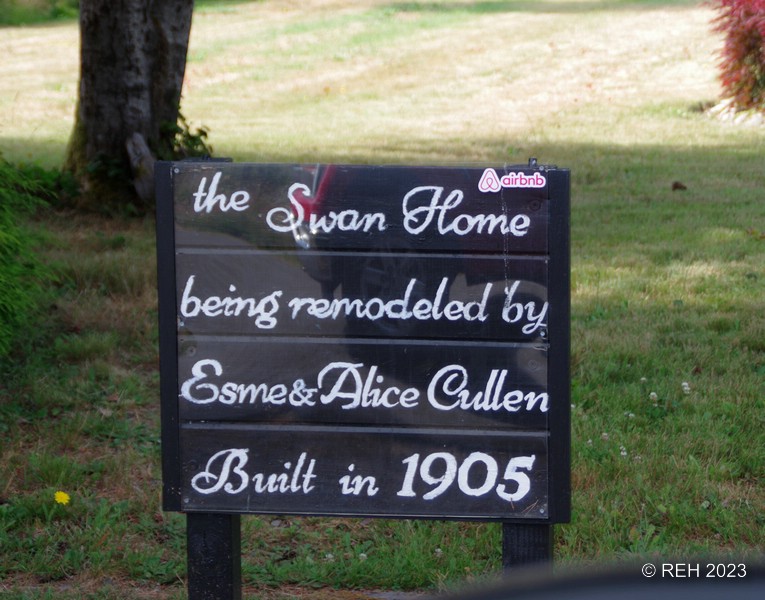 airbnb
the Swan Home
being remodeled by
Esme & Alice Cullen
Built in 1905
© REH 2023